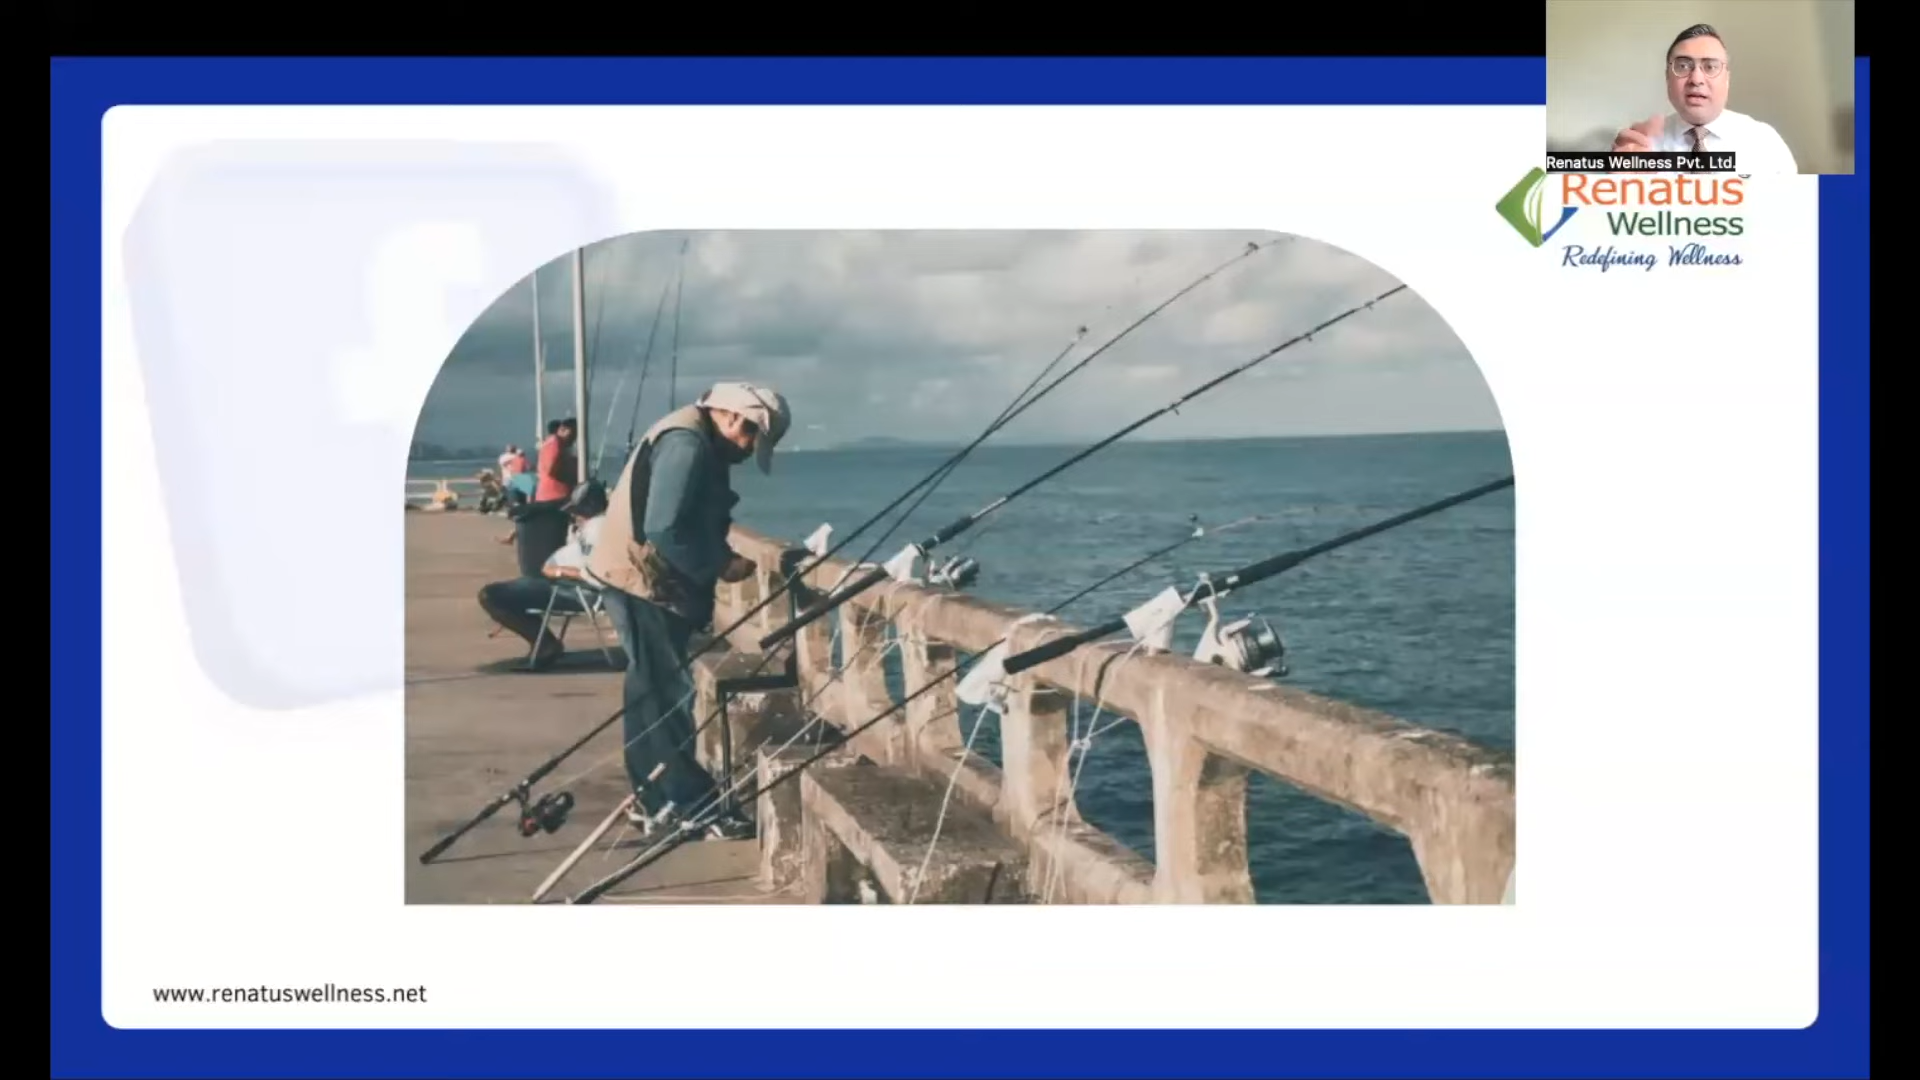 Renatus Wellness Pvt. Ltd.
Renatus
Wellness
Redefining Wellness
www.renatuswellness.net